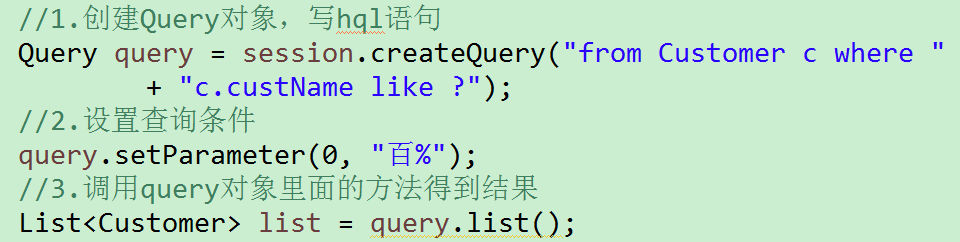 //1.创建Query对象，写hql语句
Query query = session.createQuery("from Customer c where "
+ "c.custName like ?");
//2.设置查询条件
query.setParameter(0, "百%");
//3.调用query对象里面的方法得到结果
List<Customer> list = query.list();